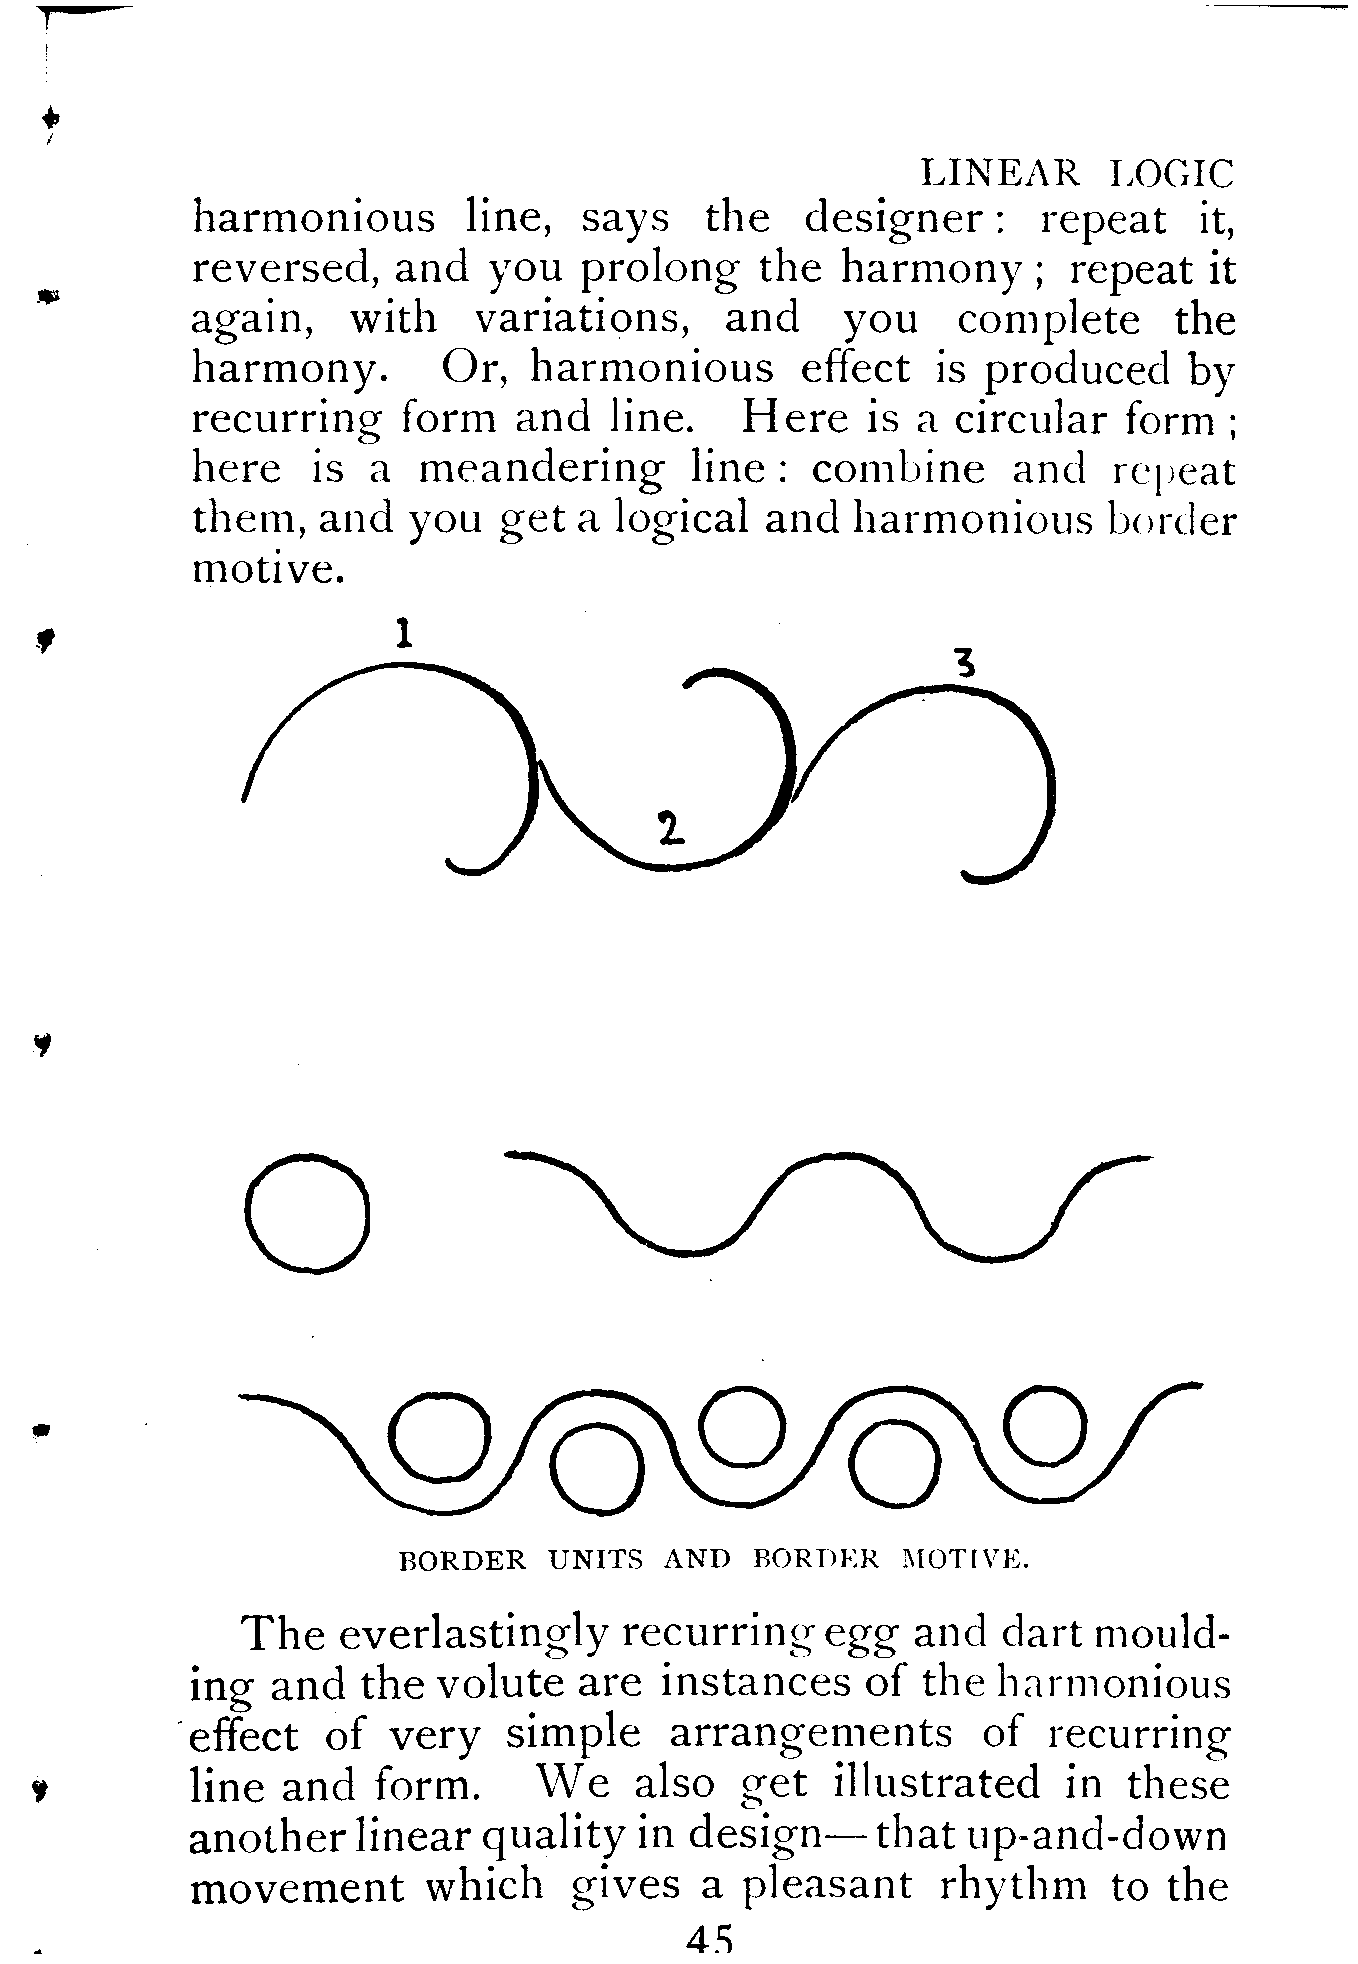 LINEAR LOGIC
harmonious line, says the designer: repeat it,
reversed, and you prolong the harmony; repeat it
again, with variations, and you complete the
harmony. Or, harmonious effect is produced by
recurring form and line. Here is a circular form;
here is a meandering line: combine and repeat
them, and you get a logical and harmonious border
motive.
1
3
2
BORDER UNITS AND BORDER MOTIVE.
The everlastingly recurring egg and dart mould-
ing and the volute are instances of the harmonious
effect of very simple arrangements of recurring
line and form. We also get illustrated in these
another linear quality in design—that up-and-down
movement which gives a pleasant rhythm to the
45